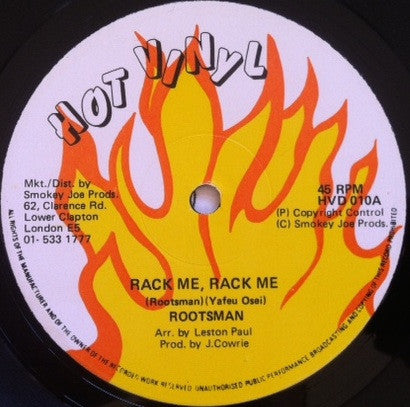 HOT VINYL
Mkt./Dist. by
Smokey Joe Prods.
62, Clarence Rd.
Lower Clapton
London E5
01- 533 1777
45 RPM
HVD 010A
(P) Copyright Control
(C) Smokey Joe Prods.
RACK ME, RACK ME
(Rootsman)(Yafeu Osei)
ROOTSMAN
Arr. by Leston Paul
Prod. by J.Cowrie
ALL RIGHTS OF THE MANUFACTURER AND OF THE OWNER OF THE RECORDED WORK RESERVED UNAUTHORISED PUBLIC PERFORMANCE BROADCASTING AND COPYING OF THIS RECORD PROHIBITED